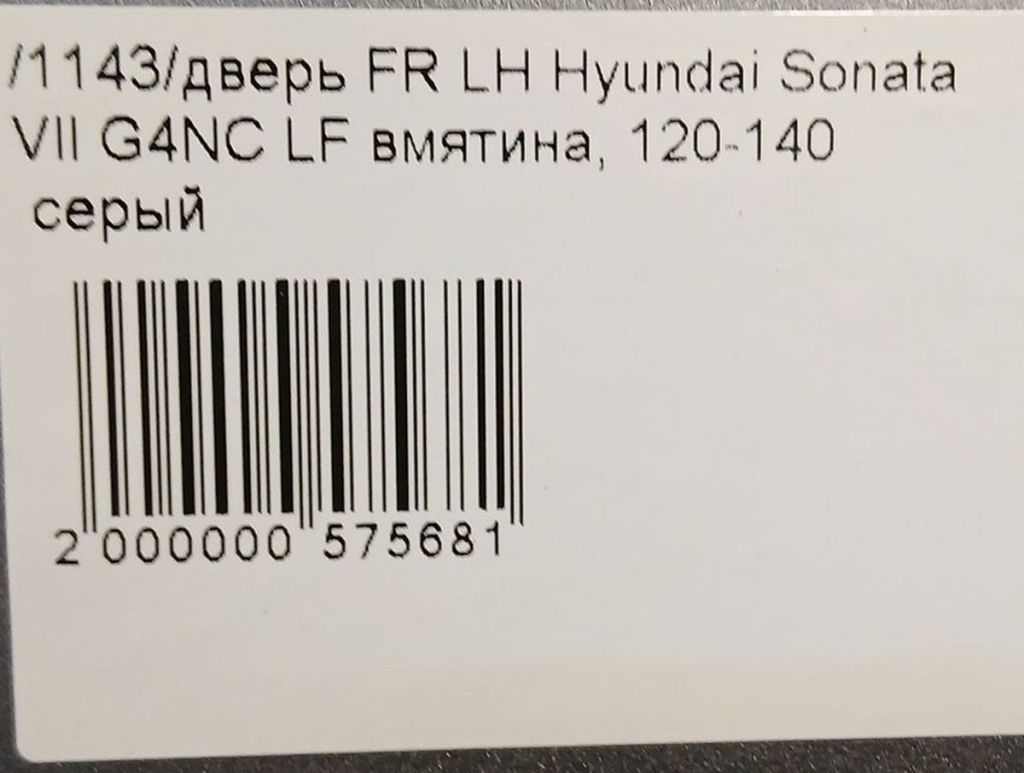 /1143/дверь FR LH Hyundai Sonata
VII G4NC LF вмятина, 120-140
серый
2 000000 575681